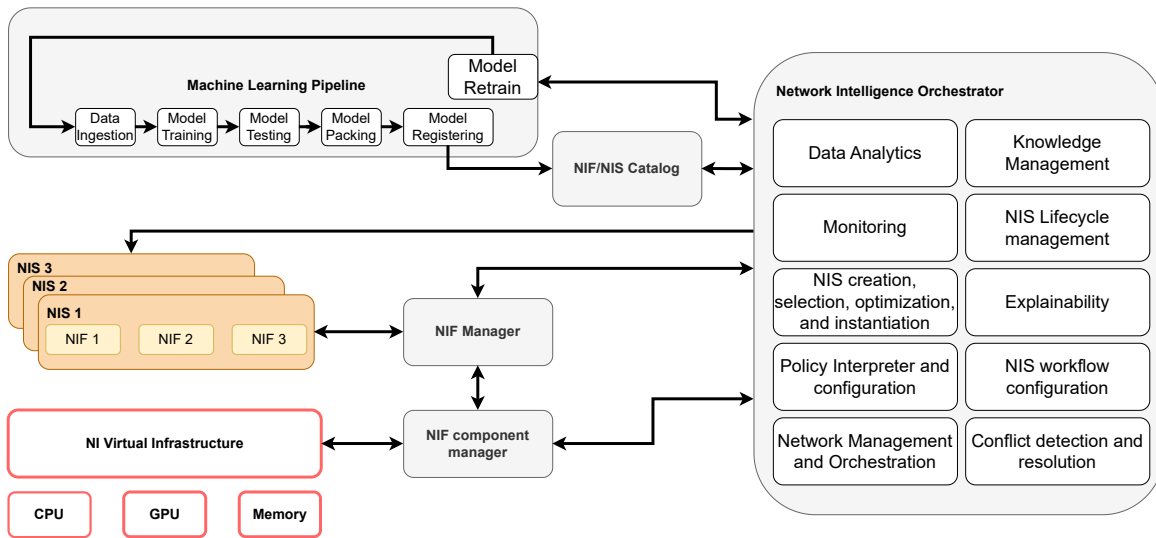 Machine Learning Pipeline
Model
Retrain
Data
Ingestion
Model
Training
Model
Testing
Model
Packing
Model
Registering
NIF/NIS Catalog
Network Intelligence Orchestrator
Data Analytics
Knowledge
Management
Monitoring
NIS Lifecycle
management
NIS creation,
selection, optimization,
and instantiation
Explainability
Policy Interpreter and
configuration
NIS workflow
configuration
Network Management
and Orchestration
Conflict detection and
resolution
NIS 3
NIS 2
NIS 1
NIF 1
NIF 2
NIF 3
NIF Manager
NIF component
manager
NI Virtual Infrastructure
CPU
GPU
Memory